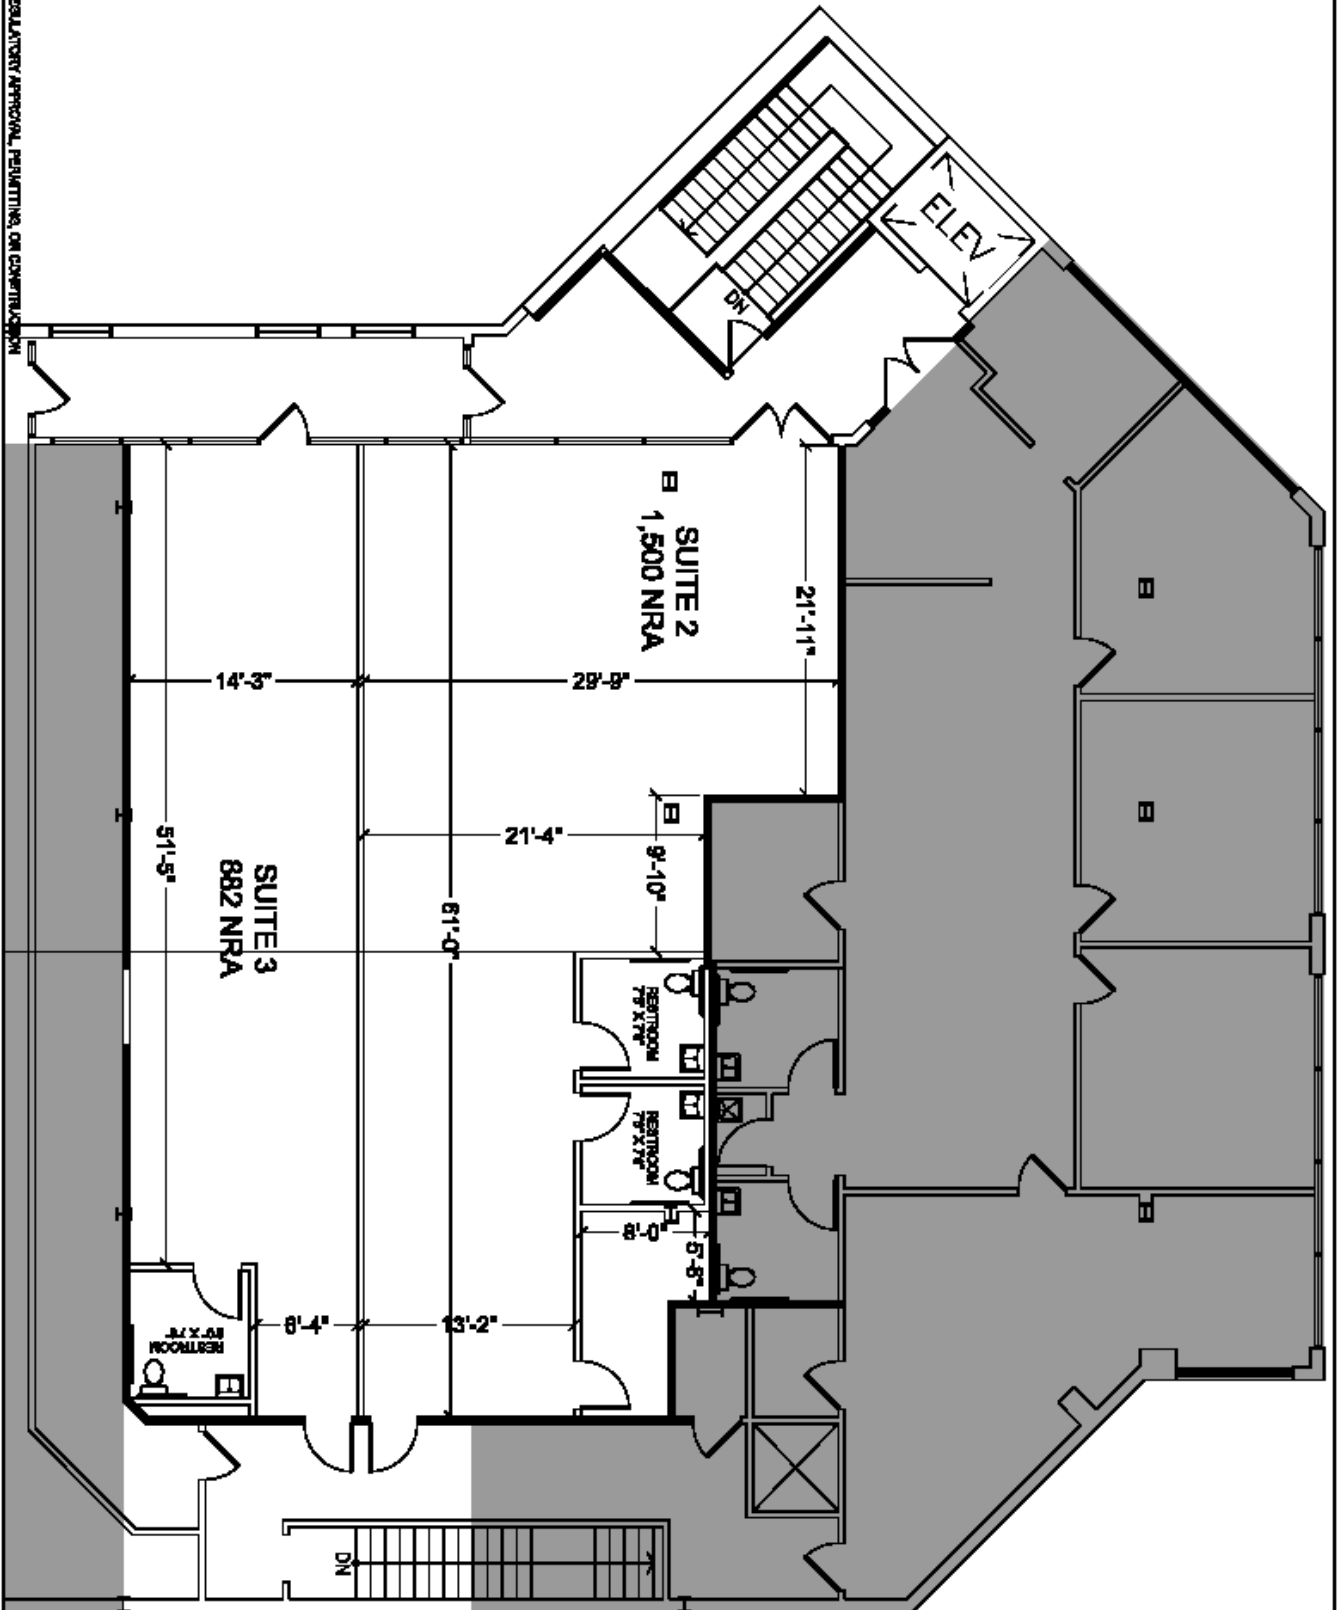 REGULATORY APPROVAL, PERMITTING, OR CONSTRUCTION
ELEV
DN
SUITE 2
1,500 NRA
21'-11"
14'-3"
29'-9"
21'-4"
9'-10"
51'-5"
61'-0"
SUITE 3
882 NRA
RESTROOM
RESTROOM
8'-0"
5'-8"
8'-4"
13'-2"
RESTROOM
DN